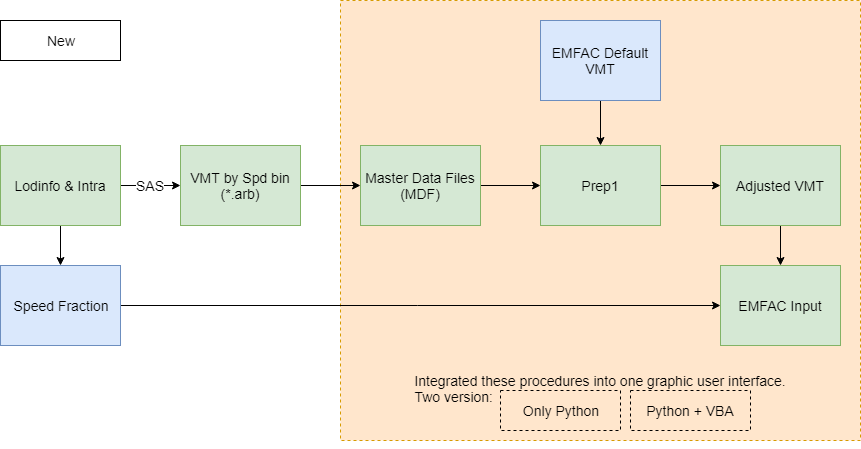 New
EMFAC Default
VMT
Lodinfo & Intra
SAS
VMT by Spd bin
(*.arb)
Master Data Files
(MDF)
Prep1
Adjusted VMT
Speed Fraction
EMFAC Input
Integrated these procedures into one graphic user interface.
Two version:
Only Python
Python + VBA